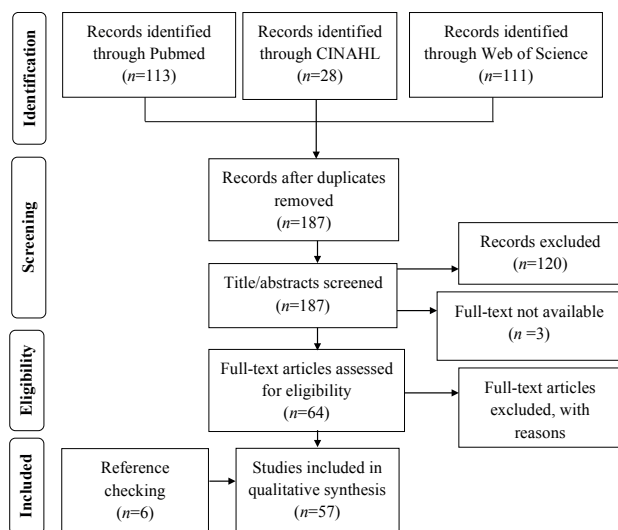 Identification
Records identified
through Pubmed
(n=113)
Records identified
through CINAHL
(n=28)
Records identified
through Web of Science
(n=111)
Screening
Records after duplicates
removed
(n=187)
Records excluded
(n=120)
Title/abstracts screened
(n=187)
Full-text not available
(n =3)
Eligibility
Full-text articles assessed
for eligibility
(n=64)
Full-text articles
excluded, with
reasons
Included
Reference
checking
(n=6)
Studies included in
qualitative synthesis
(n=57)